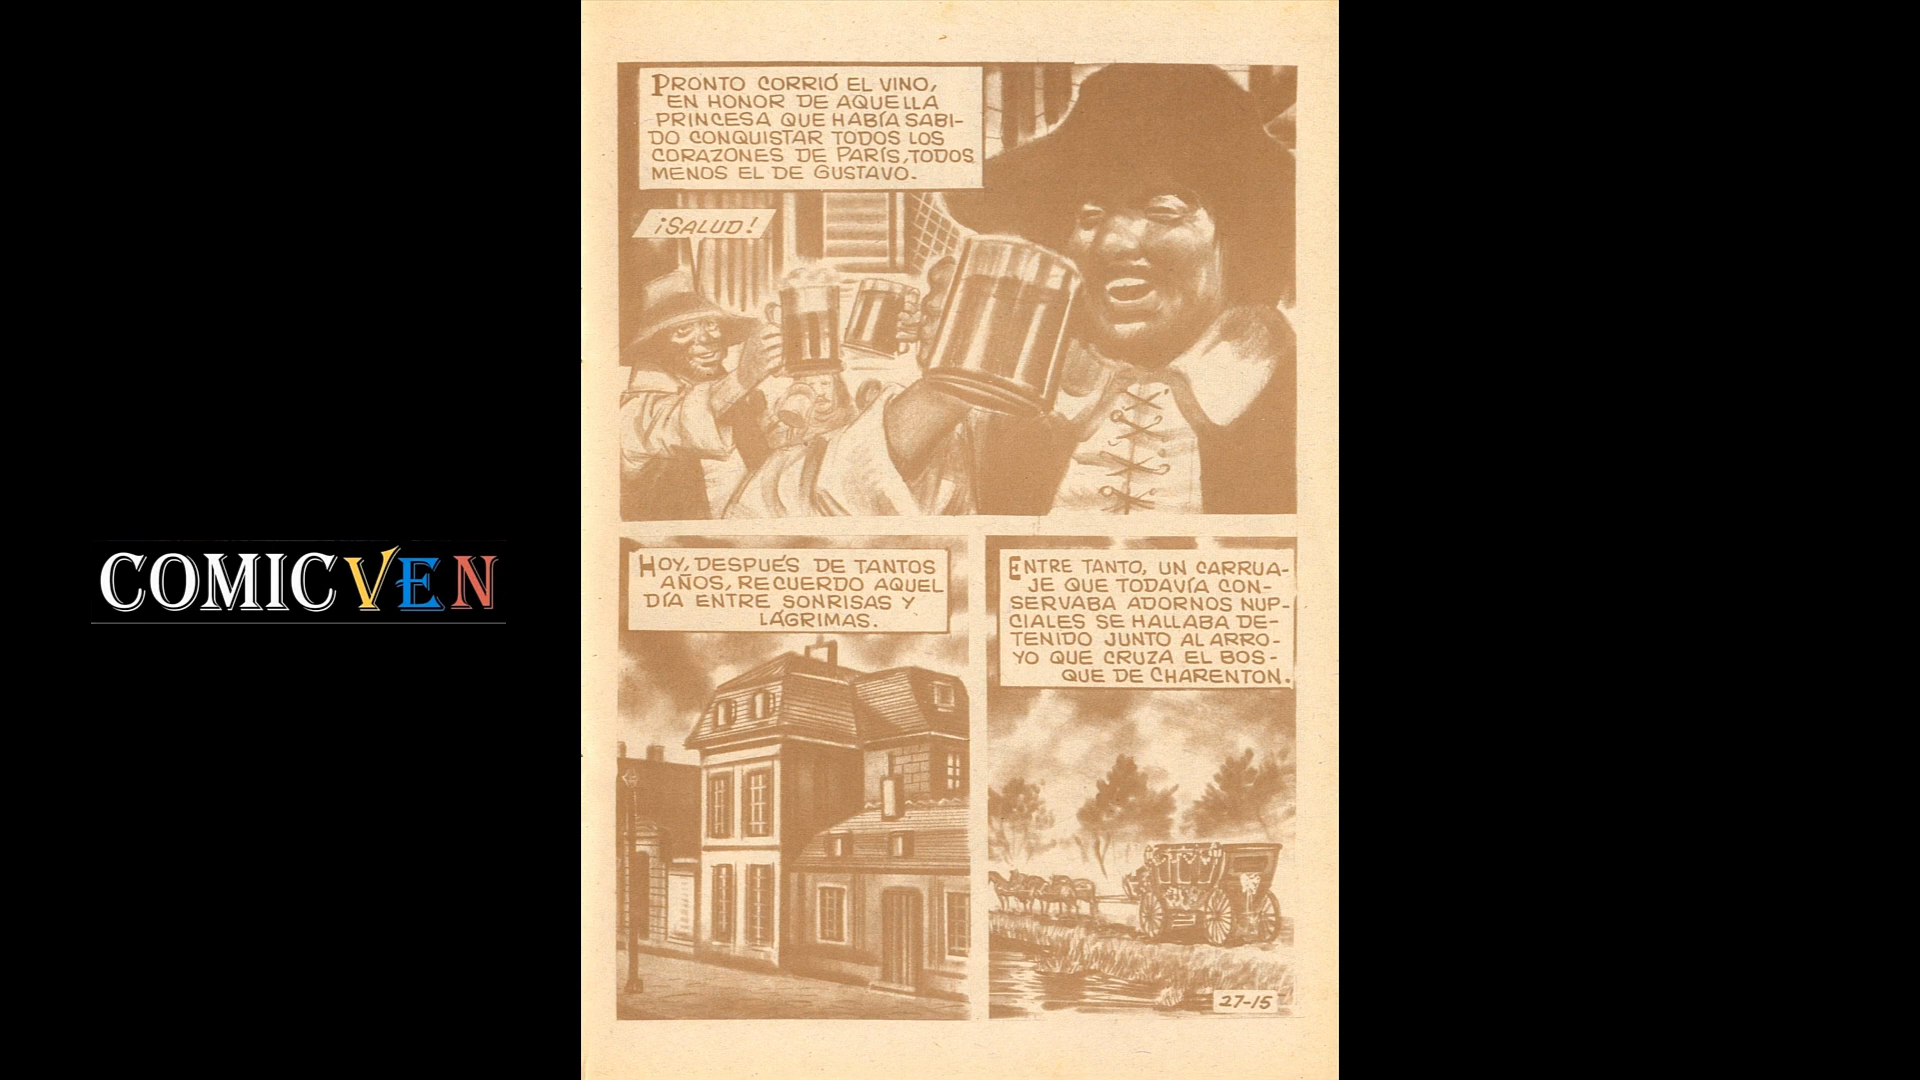 PRONTO CORRIÓ EL VINO,
EN HONOR DE AQUELLA
PRINCESA QUE HABÍA SABI-
DO CONQUISTAR TODOS LOS
CORAZONES DE PARÍS, TODOS
MENOS EL DE GUSTAVO.
¡SALUD!
COMICVEN
HOY, DESPUÉS DE TANTOS
AÑOS, RECUERDO AQUEL
DÍA ENTRE SONRISAS Y
LÁGRIMAS.
ENTRE TANTO, UN CARRUA-
JE QUE TODAVÍA CON-
SERVABA ADORNOS NUP-
CIALES SE HALLABA DE-
TENIDO JUNTO AL ARRO-
YO QUE CRUZA EL BOS-
QUE DE CHARENTON.
27-15